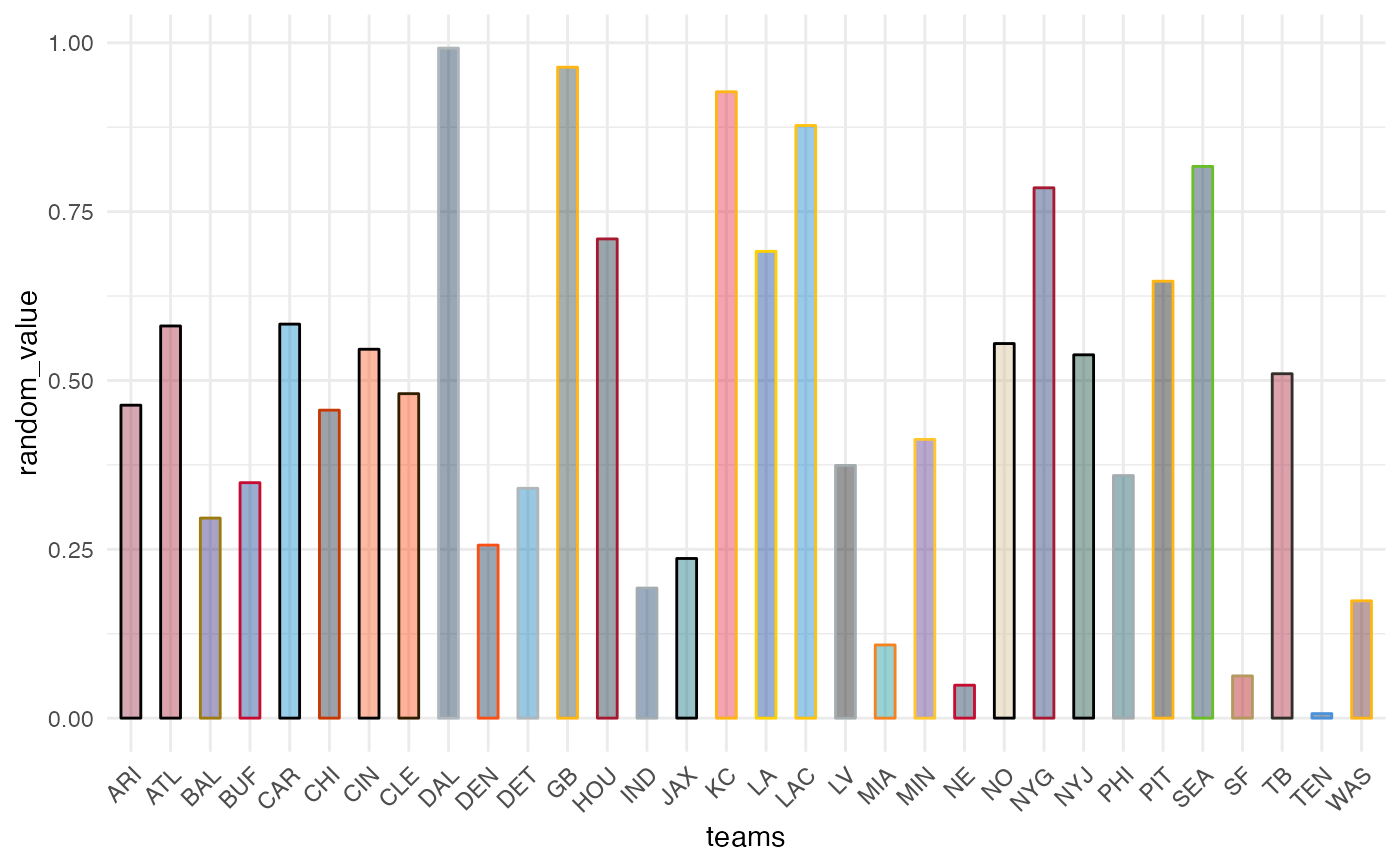 1.00
0.75
0.50
0.25
0.00
random_value
ARI ATL BAL BUF CAR CHI CIN CLE DAL DEN DET GB HOU IND JAX KC LA LAC LV MIA MIN NE NO NYG NYJ PHI PIT SEA SF TB TEN WAS
teams